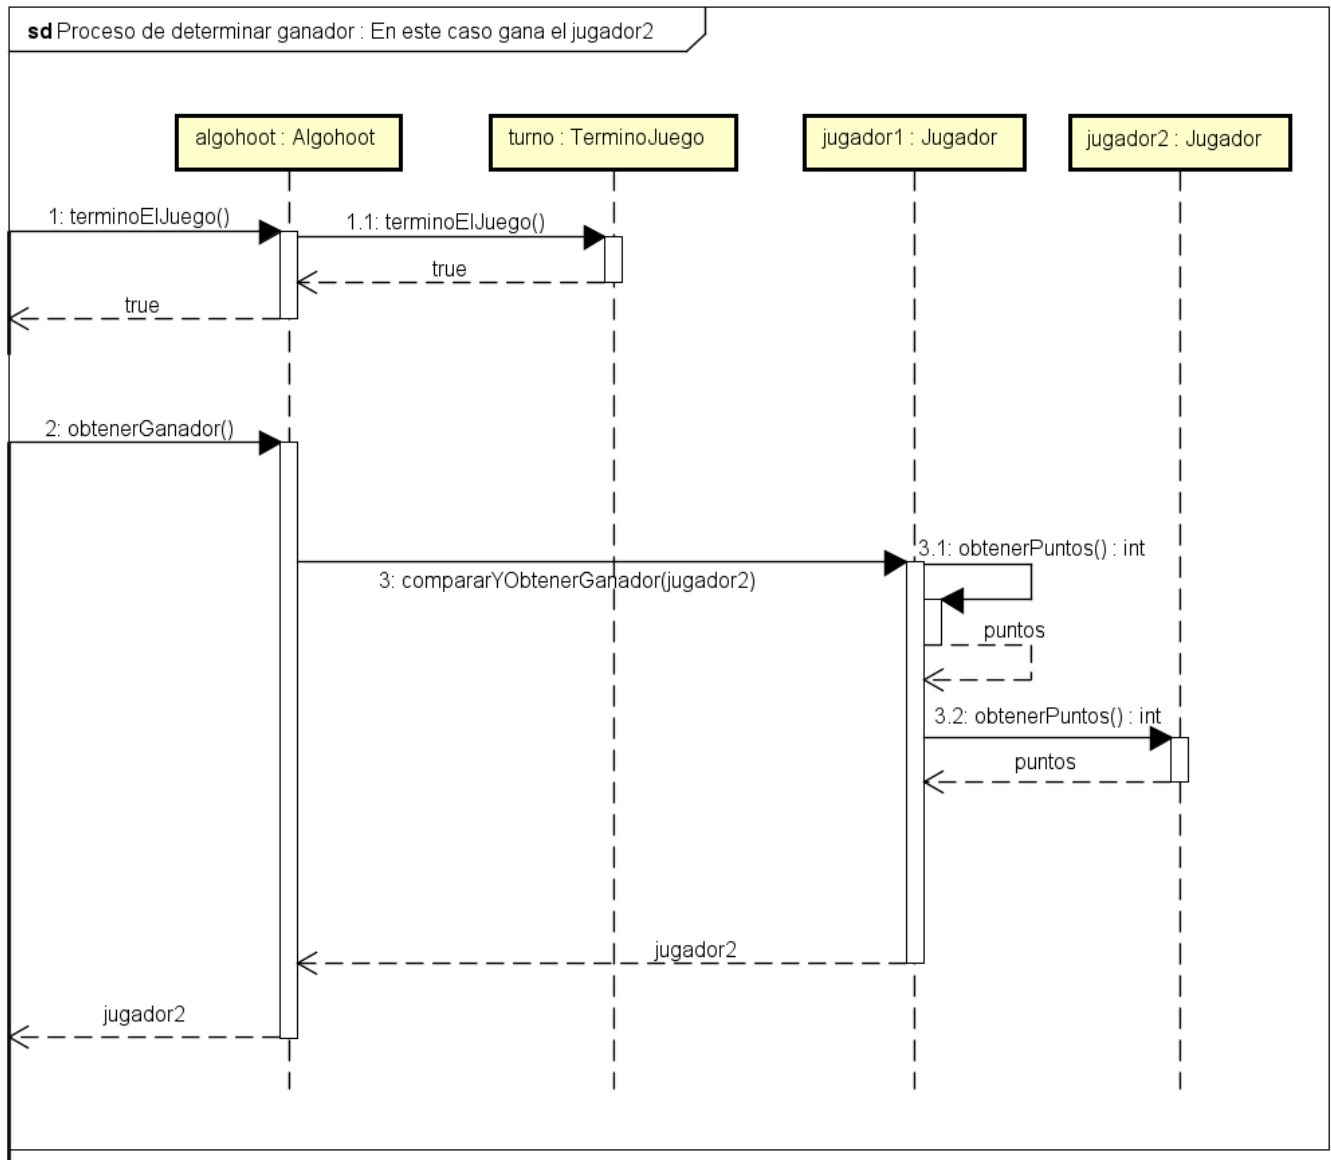 sd Proceso de determinar ganador : En este caso gana el jugador2
algohoot : Algohoot
turno : TerminoJuego
jugador1 : Jugador
jugador2 : Jugador
1: terminoElJuego()
1.1: terminoElJuego()
true
true
2: obtenerGanador()
3: compararYObtenerGanador(jugador2)
3.1: obtenerPuntos() : int
puntos
3.2: obtenerPuntos() : int
puntos
jugador2
jugador2